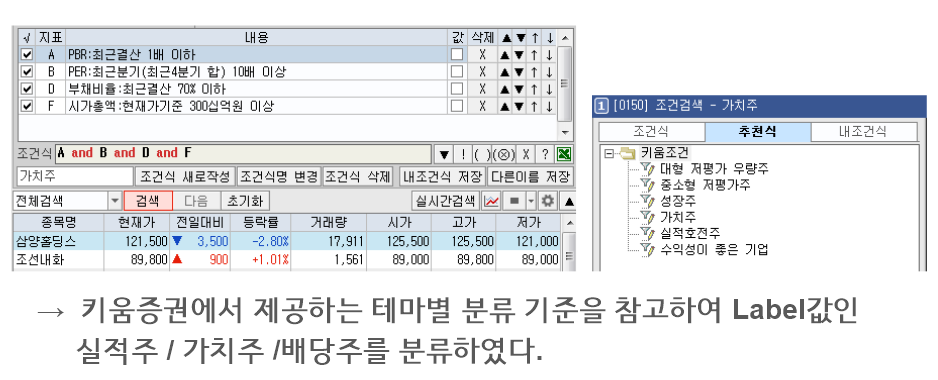 √ 지표 내용 값 삭제 ▲ ▼ ↑ ↓
A PBR:최근결산 1배 이하 X ▲ ▼ ↑ ↓
B PER:최근분기(최근4분기 합) 10배 이상 X ▲ ▼ ↑ ↓
D 부채비율:최근결산 70% 이하 X ▲ ▼ ↑ ↓
F 시가총액:현재가기준 300십억원 이상 X ▲ ▼ ↑ ↓
조건식 A and B and D and F ▼ ! ( ) (⊗) X ?
가치주 조건식 새로작성 조건식명 변경 조건식 삭제 내조건식 저장 다른이름 저장
전체검색 검색 다음 초기화 실시간검색
종목명 현재가 전일대비 등락률 거래량 시가 고가 저가
삼양홀딩스 121,500 ▼ 3,500 -2.80% 17,911 125,500 125,500 121,000
조선내화 89,800 ▲ 900 +1.01% 1,561 89,000 89,800 89,000
1 [0150] 조건검색 - 가치주
조건식 추천식 내조건식
키움조건
대형 저평가 우량주
중소형 저평가주
성장주
가치주
실적호전주
수익성이 좋은 기업
→ 키움증권에서 제공하는 테마별 분류 기준을 참고하여 Label값인
실적주 / 가치주 /배당주를 분류하였다.